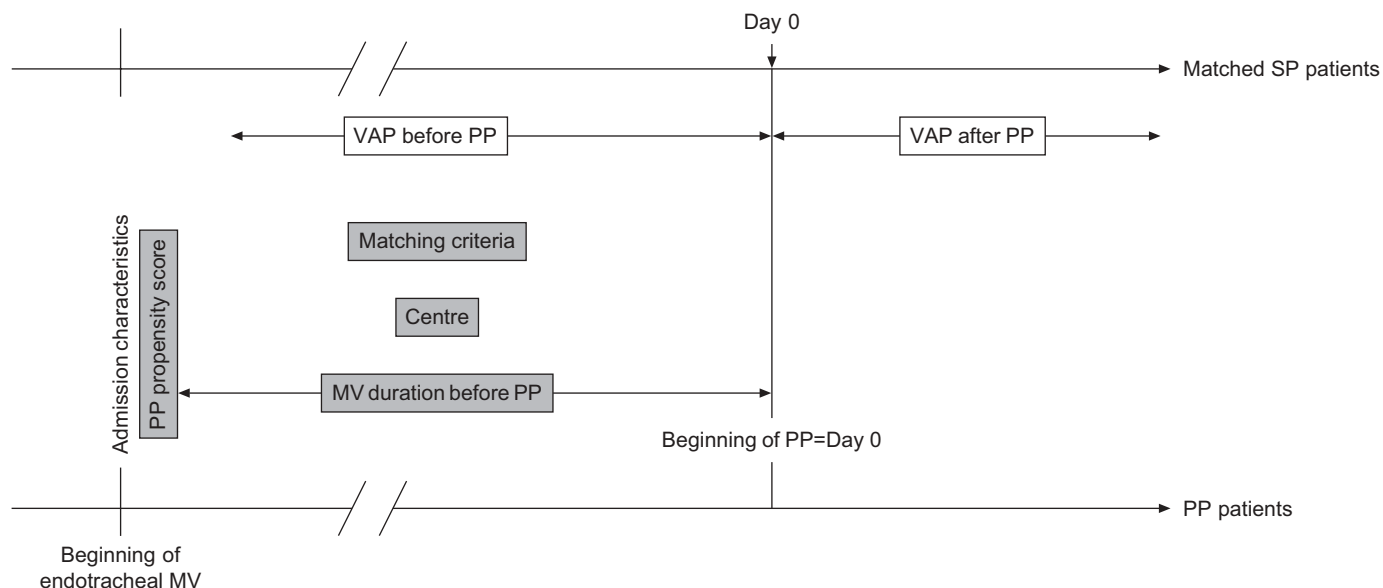 Day 0
Matched SP patients
VAP before PP
VAP after PP
Admission characteristics
PP propensity score
Matching criteria
Centre
MV duration before PP
Beginning of PP=Day 0
PP patients
Beginning of
endotracheal MV